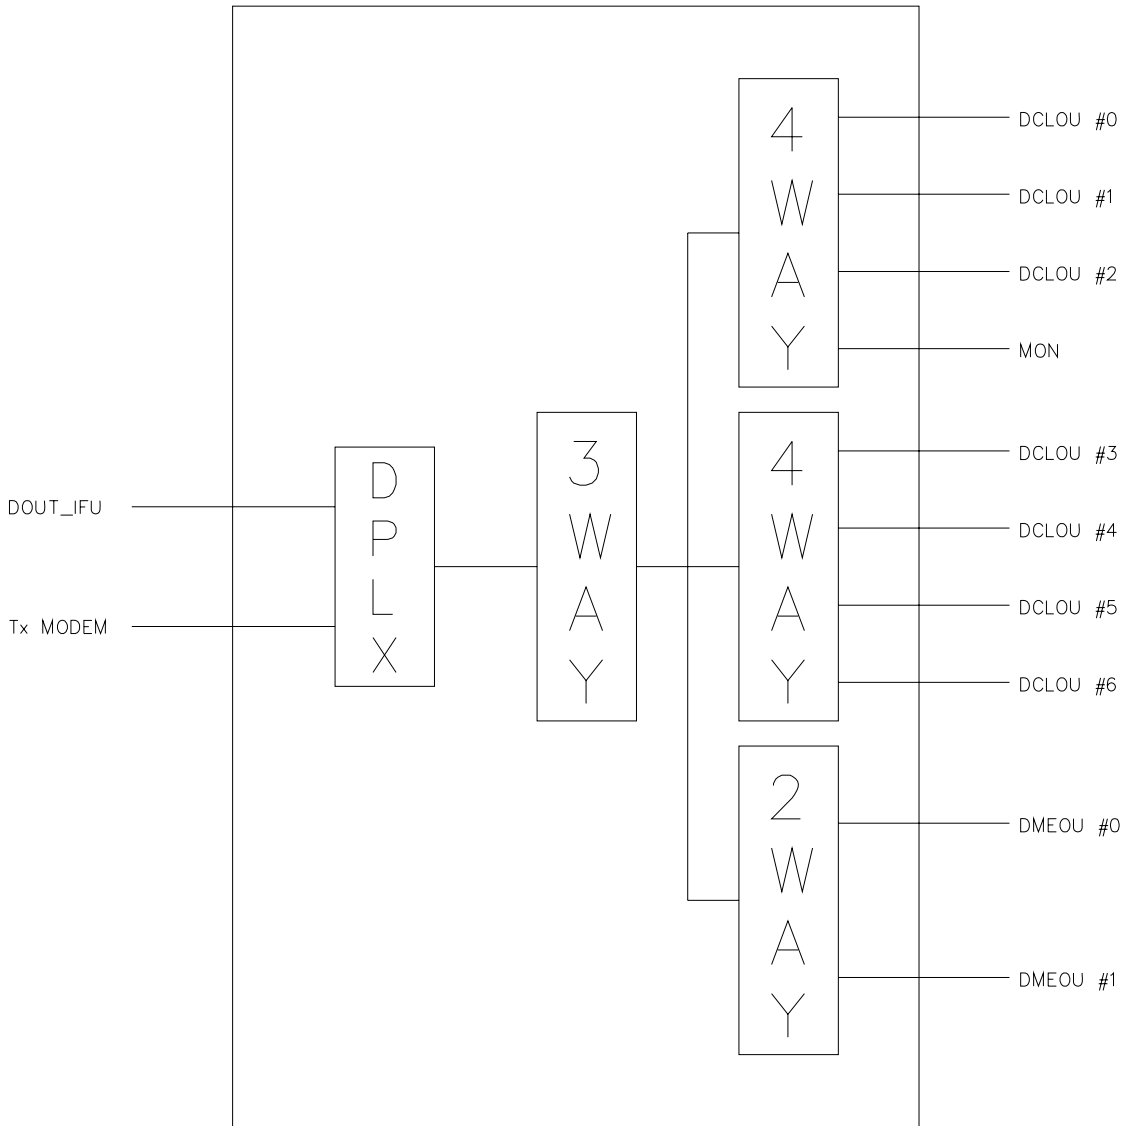 DOUT_IFU
Tx MODEM
DPLX
3WAY
4WAY
DCLOU #0
DCLOU #1
DCLOU #2
MON
4WAY
DCLOU #3
DCLOU #4
DCLOU #5
DCLOU #6
2WAY
DMEOU #0
DMEOU #1